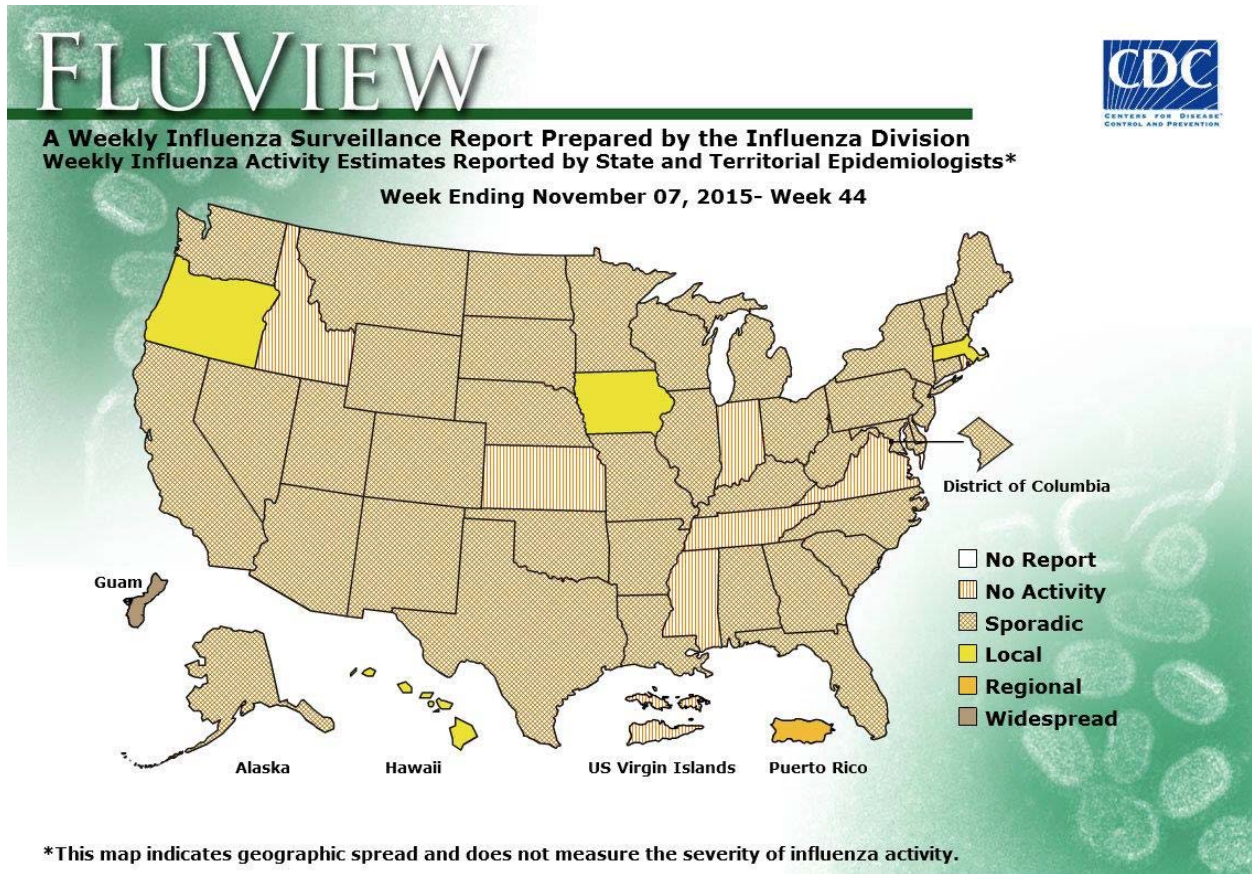 FLUVIEW
CDC
CENTERS FOR DISEASE
CONTROL AND PREVENTION
A Weekly Influenza Surveillance Report Prepared by the Influenza Division
Weekly Influenza Activity Estimates Reported by State and Territorial Epidemiologists*
Week Ending November 07, 2015- Week 44
District of Columbia
No Report
No Activity
Sporadic
Local
Regional
Widespread
Guam
Alaska
Hawaii
US Virgin Islands
Puerto Rico
*This map indicates geographic spread and does not measure the severity of influenza activity.